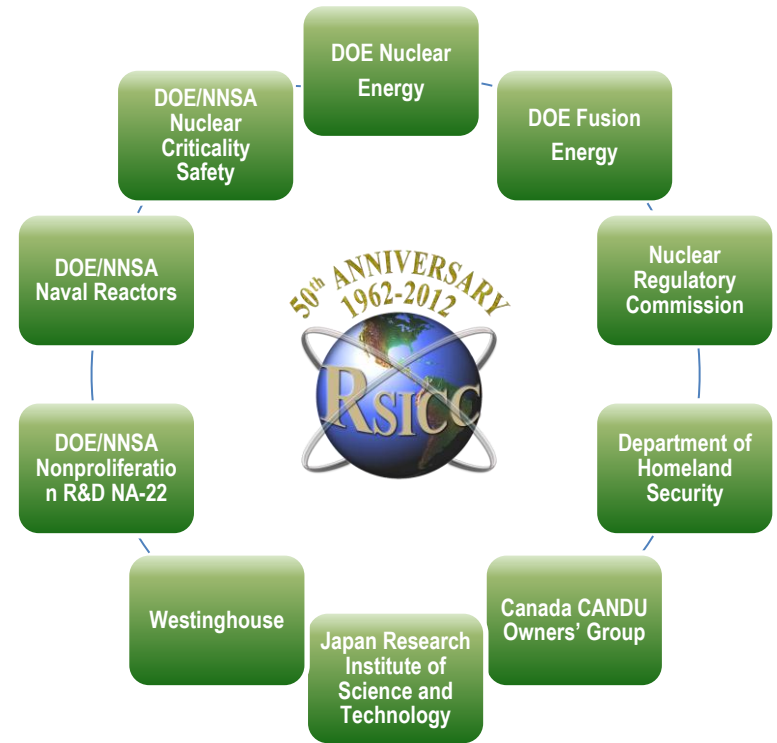 DOE Nuclear
Energy
DOE Fusion
Energy
Nuclear
Regulatory
Commission
Department of
Homeland
Security
Canada CANDU
Owners’ Group
Japan Research
Institute of
Science and
Technology
Westinghouse
DOE/NNSA
Nonproliferatio
n R&D NA-22
DOE/NNSA
Naval Reactors
DOE/NNSA
Nuclear
Criticality
Safety
50th ANNIVERSARY
1962-2012
RSICC